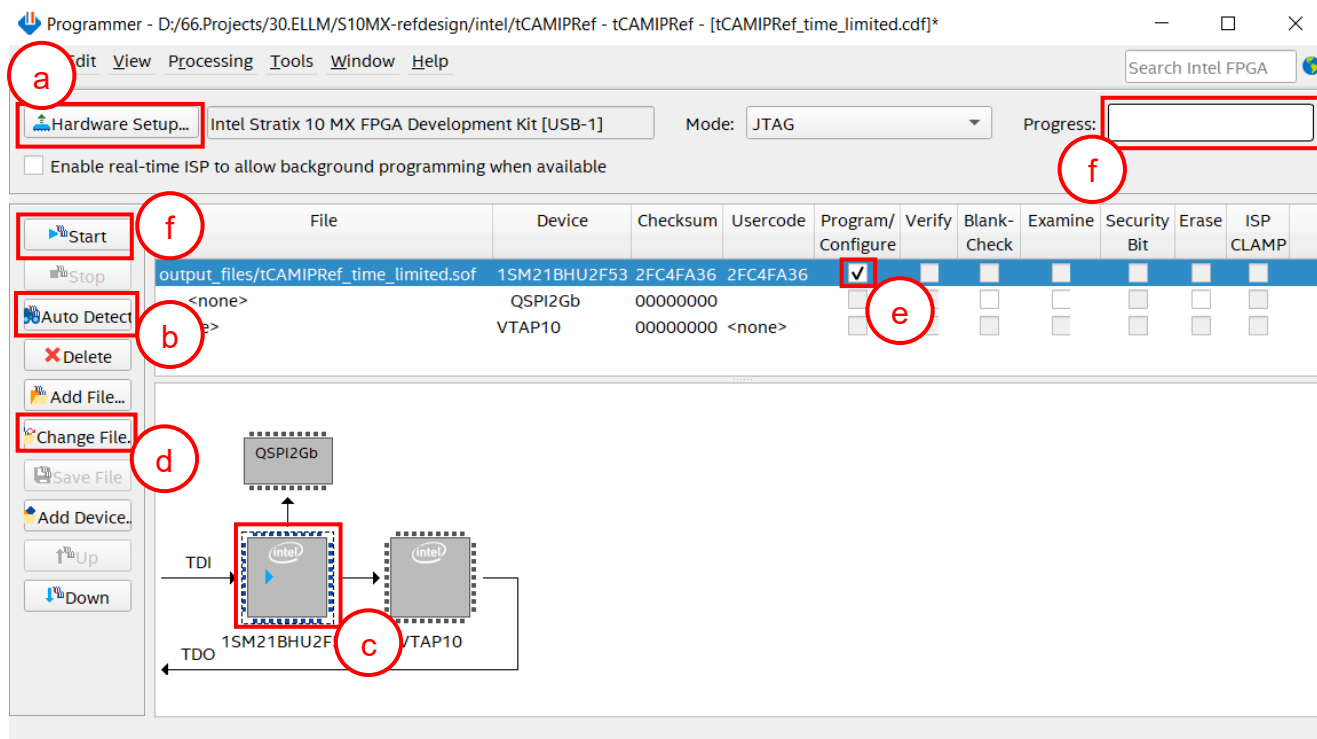 Programmer - D:/66.Projects/30.ELLM/S10MX-refdesign/intel/tCAMIPRef - tCAMIPRef - [tCAMIPRef_time_limited.cdf]*
a
dit View Processing Tools Window Help
Search Intel FPGA
Hardware Setup...
Intel Stratix 10 MX FPGA Development Kit [USB-1]
Mode: JTAG
Progress:
Enable real-time ISP to allow background programming when available
f
Start
f
Stop
Auto Detect
b
Delete
Add File...
Change File.
d
Save File
Add Device..
Up
Down
File Device Checksum Usercode Program/ Verify Blank- Examine Security Erase ISP
Configure Check Bit CLAMP
output_files/tCAMIPRef_time_limited.sof 1SM21BHU2F53 2FC4FA36 2FC4FA36
<none> QSPI2Gb 00000000
e> VTAP10 00000000 <none>
e
QSPI2Gb
intel
intel
TDI
1SM21BHU2F
c
VTAP10
TDO